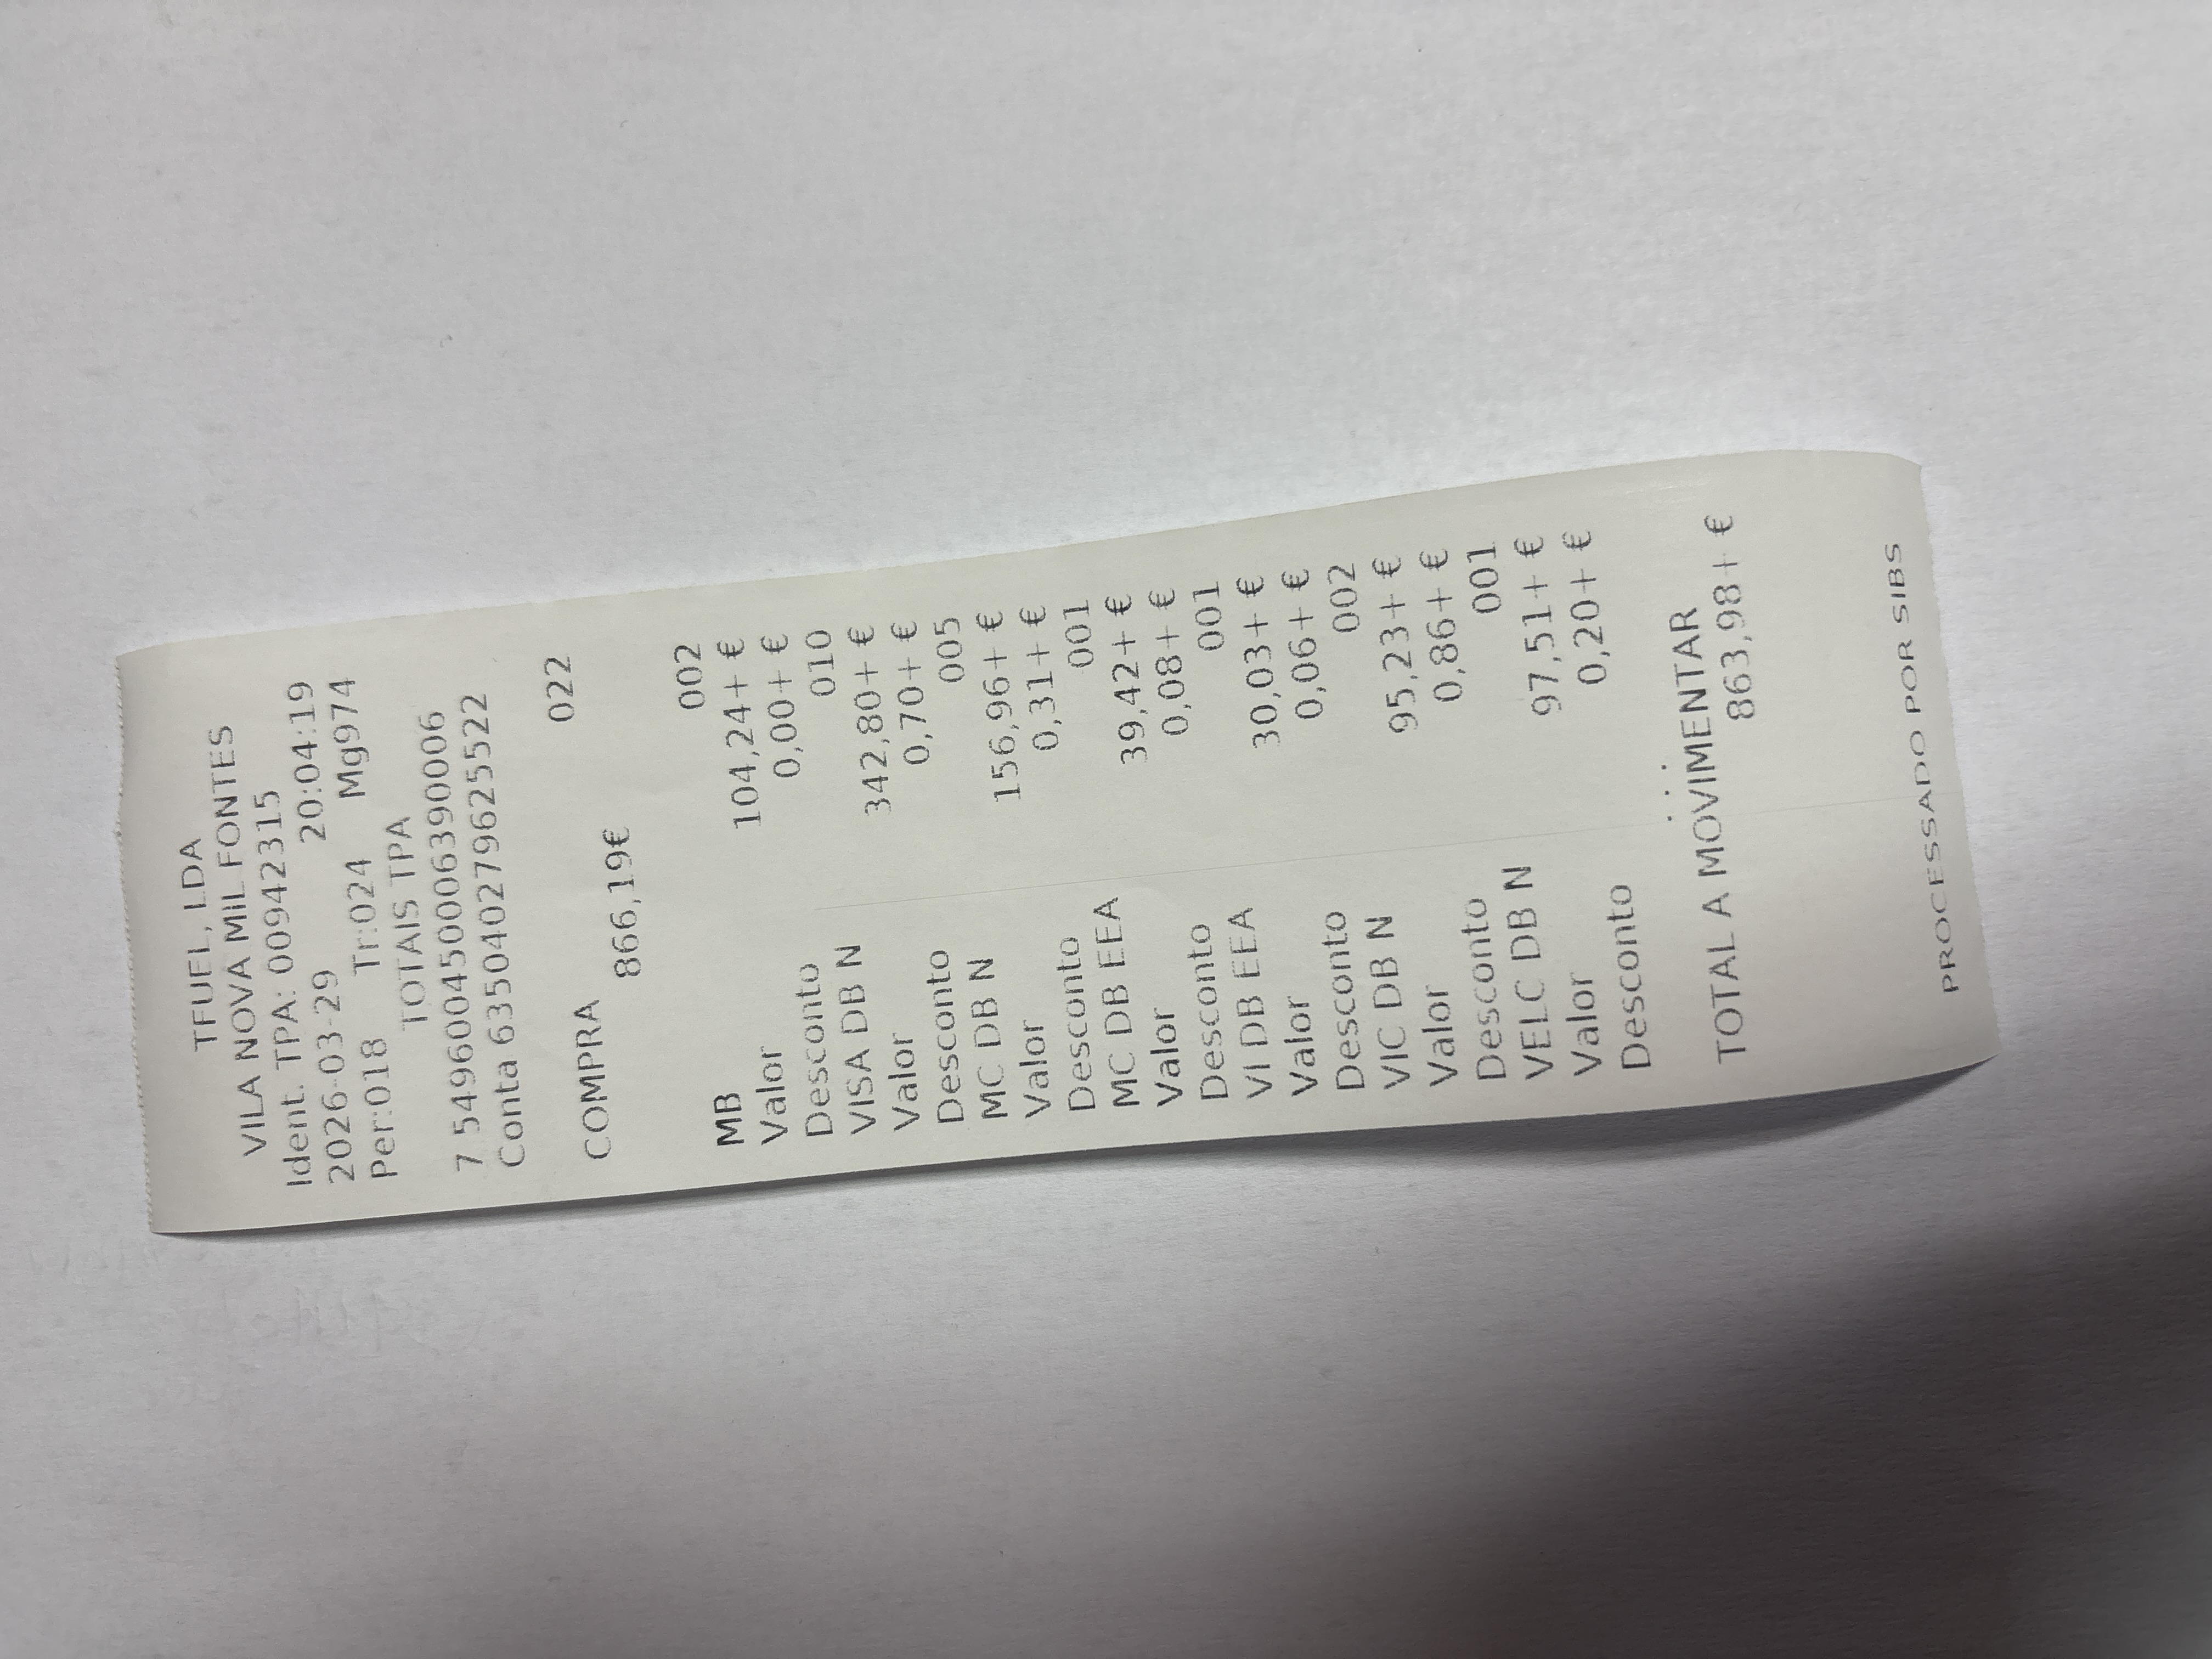 TFUEL, LDA
VILA NOVA MIL FONTES
Ident. TPA: 009423 15
2026-03-29 20:04:19
Per:018 Tr:024 Mg974
TOTAIS TPA
7 5496004500063900​06
Conta 6350402796255​22
COMPRA 022
866,19€
MB 002
Valor 104,24+ €
Desconto 0,00+ €
VISA DB N 010
Valor 342,80+ €
Desconto 0,70+ €
MC DB N 005
Valor 156,96+ €
Desconto 0,31+ €
MC DB EEA 001
Valor 39,42+ €
Desconto 0,08+ €
VI DB EEA 001
Valor 30,03+ €
Desconto 0,06+ €
VIC DB N 002
Valor 95,23+ €
Desconto 0,86+ €
VELC DB N 001
Valor 97,51+ €
Desconto 0,20+ €
TOTAL A MOVIMENTAR
863,98+ €
PROCESSADO POR SIBS